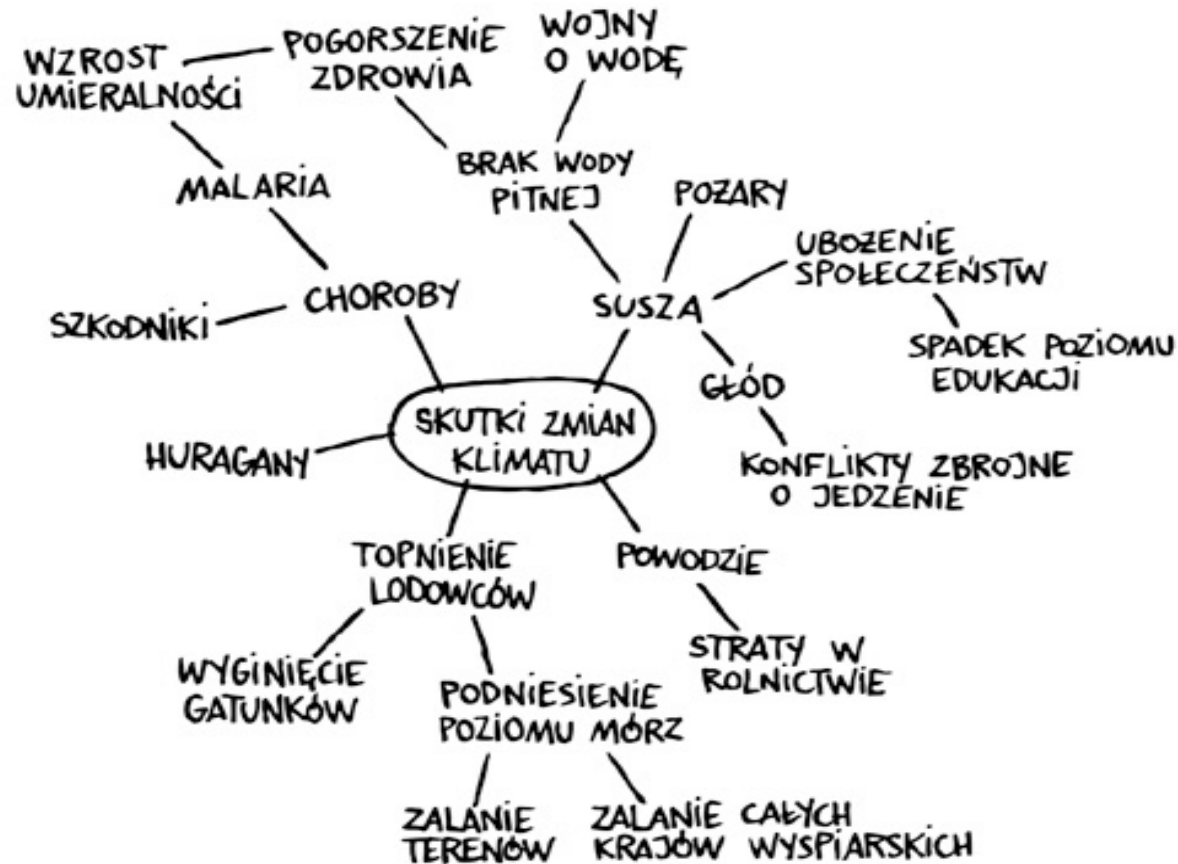 WZROST
UMIERALNOŚCI
POGORSZENIE
ZDROWIA
WOJNY
O WODĘ
BRAK WODY
PITNEJ
MALARIA
POŻARY
UBOŻENIE
SPOŁECZEŃSTW
CHOROBY
SZKODNIKI
SUSZA
SPADEK POZIOMU
EDUKACJI
GŁÓD
SKUTKI ZMIAN
KLIMATU
HURAGANY
KONFLIKTY ZBROJNE
O JEDZENIE
TOPNIENIE
LODOWCÓW
POWODZIE
STRATY W
ROLNICTWIE
WYGINIĘCIE
GATUNKÓW
PODNIESIENIE
POZIOMU MÓRZ
ZALANIE
TERENÓW
ZALANIE CAŁYCH
KRAJÓW WYSPIARSKICH